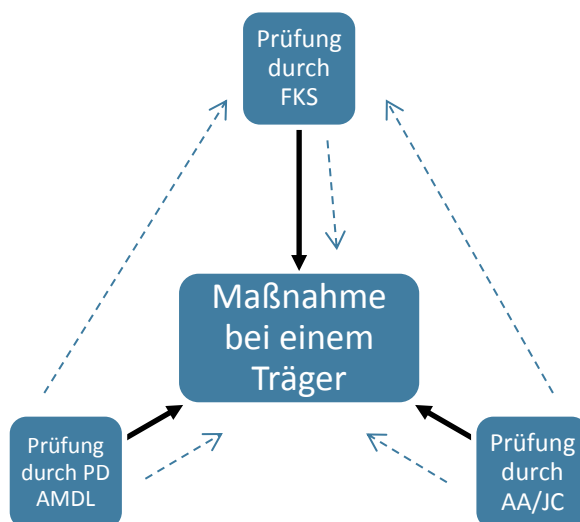 Prüfung
durch
FKS
Maßnahme
bei einem
Träger
Prüfung
durch PD
AMDL
Prüfung
durch
AA/JC